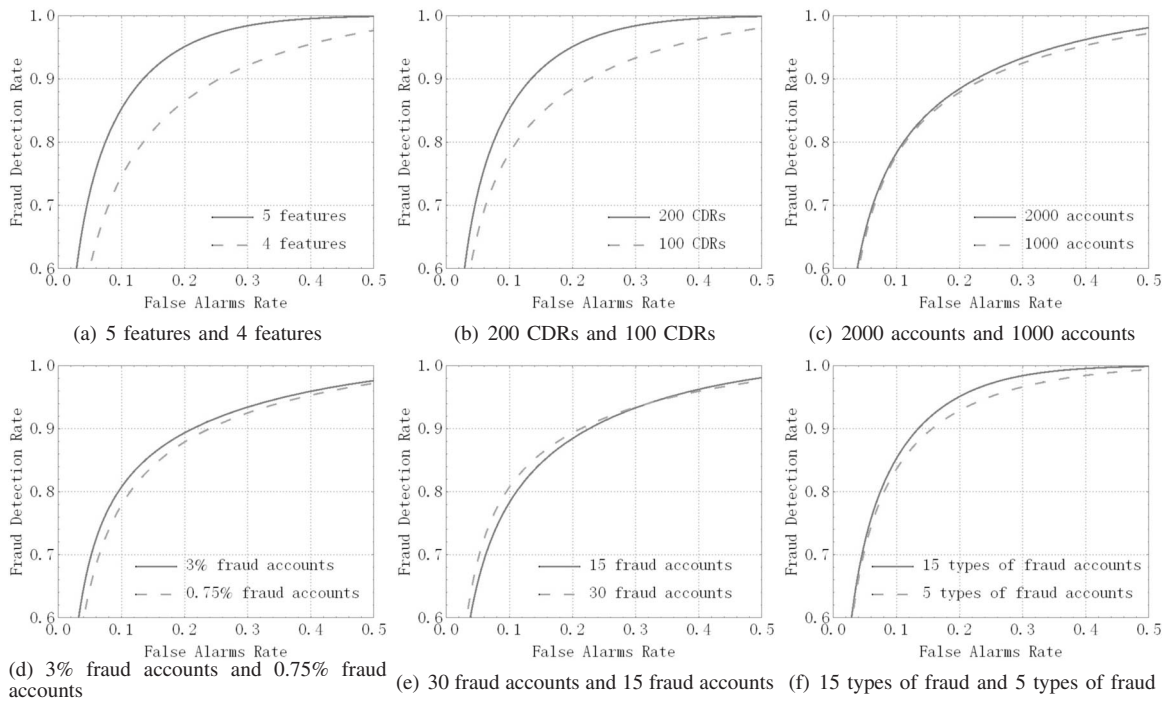 1.0
0.9
0.8
0.7
0.6
Fraud Detection Rate
5 features
4 features
0.0 0.1 0.2 0.3 0.4 0.5
False Alarms Rate
(a) 5 features and 4 features
1.0
0.9
0.8
0.7
0.6
Fraud Detection Rate
200 CDRs
100 CDRs
0.0 0.1 0.2 0.3 0.4 0.5
False Alarms Rate
(b) 200 CDRs and 100 CDRs
1.0
0.9
0.8
0.7
0.6
Fraud Detection Rate
2000 accounts
1000 accounts
0.0 0.1 0.2 0.3 0.4 0.5
False Alarms Rate
(c) 2000 accounts and 1000 accounts
1.0
0.9
0.8
0.7
0.6
Fraud Detection Rate
3% fraud accounts
0.75% fraud accounts
0.0 0.1 0.2 0.3 0.4 0.5
False Alarms Rate
(d) 3% fraud accounts and 0.75% fraud
accounts
1.0
0.9
0.8
0.7
0.6
Fraud Detection Rate
15 fraud accounts
30 fraud accounts
0.0 0.1 0.2 0.3 0.4 0.5
False Alarms Rate
(e) 30 fraud accounts and 15 fraud accounts
1.0
0.9
0.8
0.7
0.6
Fraud Detection Rate
15 types of fraud accounts
5 types of fraud accounts
0.0 0.1 0.2 0.3 0.4 0.5
False Alarms Rate
(f) 15 types of fraud and 5 types of fraud